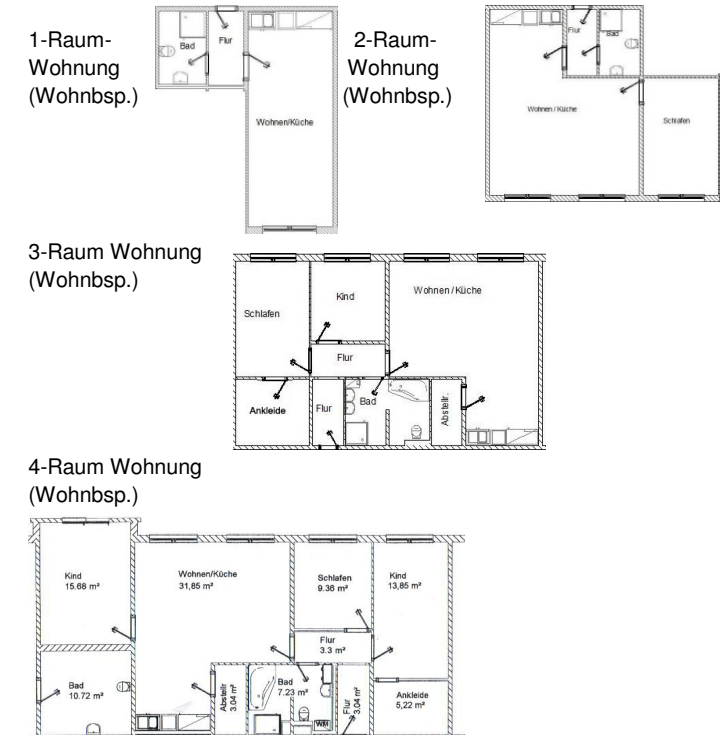 1-Raum-
Wohnung
(Wohnbsp.)
Bad
Flur
Wohnen/Küche
2-Raum-
Wohnung
(Wohnbsp.)
Flur
Bad
Wohnen / Küche
Schlafen
3-Raum Wohnung
(Wohnbsp.)
Schlafen
Kind
Wohnen / Küche
Flur
Ankleide
Flur
Bad
Abstellr.
4-Raum Wohnung
(Wohnbsp.)
Kind
15.68 m²
Wohnen/Küche
31,85 m²
Schlafen
9.36 m²
Kind
13,85 m²
Flur
3.3 m²
Bad
10.72 m²
Abstellr
3.04 m²
Bad
7.23 m²
WM
Flur
3.04 m²
Ankleide
5,22 m²